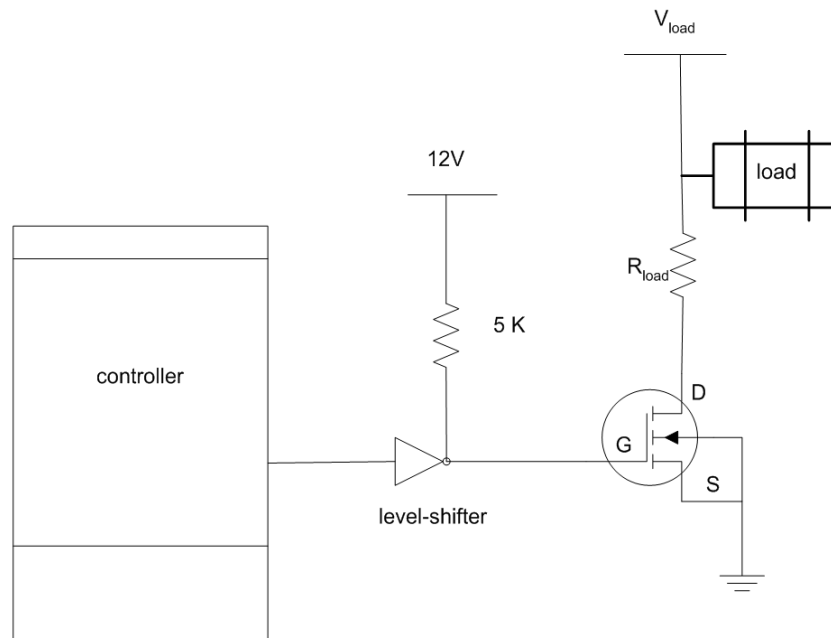 V_load
load
12V
R_load
5 K
controller
D
G
S
level-shifter